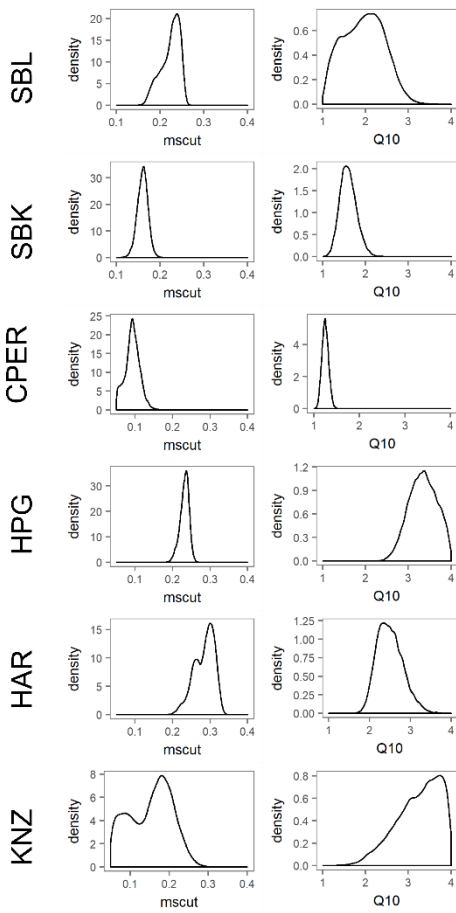 SBL
density
20
15
10
5
0
0.1 0.2 0.3 0.4
mscut
density
0.6
0.4
0.2
0.0
1 2 3 4
Q10
SBK
density
30
20
10
0
0.1 0.2 0.3 0.4
mscut
density
2.0
1.5
1.0
0.5
0.0
1 2 3 4
Q10
CPER
density
25
20
15
10
5
0
0.1 0.2 0.3 0.4
mscut
density
4
2
0
1 2 3 4
Q10
HPG
density
30
20
10
0
0.1 0.2 0.3 0.4
mscut
density
1.2
0.9
0.6
0.3
0.0
1 2 3 4
Q10
HAR
density
15
10
5
0
0.1 0.2 0.3 0.4
mscut
density
1.25
1.00
0.75
0.50
0.25
0.00
1 2 3 4
Q10
KNZ
density
8
6
4
2
0
0.1 0.2 0.3 0.4
mscut
density
0.8
0.6
0.4
0.2
0.0
1 2 3 4
Q10